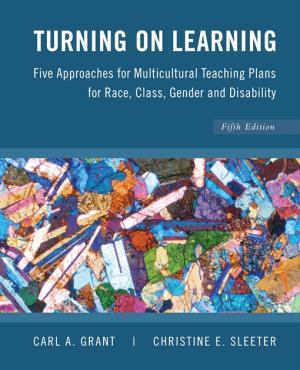 TURNING ON LEARNING
Five Approaches for Multicultural Teaching Plans
for Race, Class, Gender and Disability
Fifth Edition
CARL A. GRANT | CHRISTINE E. SLEETER